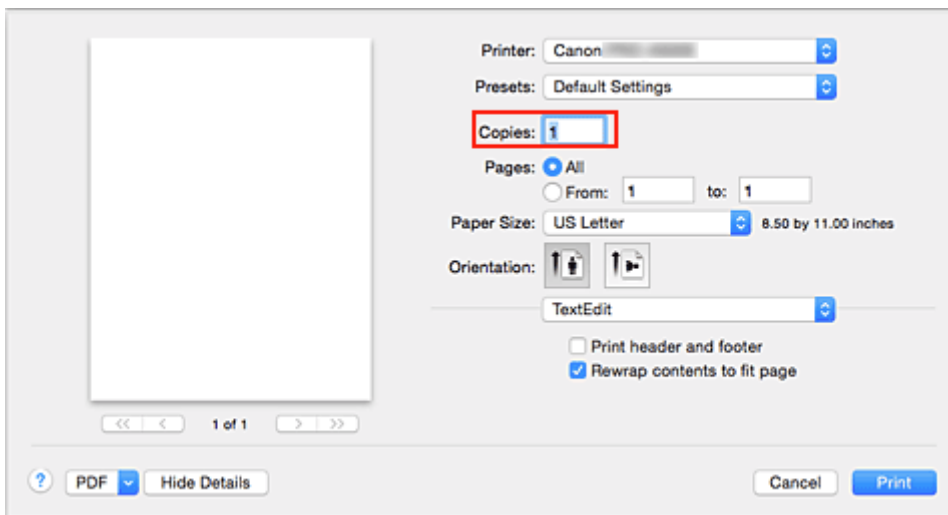 Printer: Canon
Presets: Default Settings
Copies: 1
Pages: All
From: 1 to: 1
Paper Size: US Letter 8.50 by 11.00 inches
Orientation:
TextEdit
Print header and footer
Rewrap contents to fit page
<< < 1 of 1 > >>
? PDF Hide Details Cancel Print